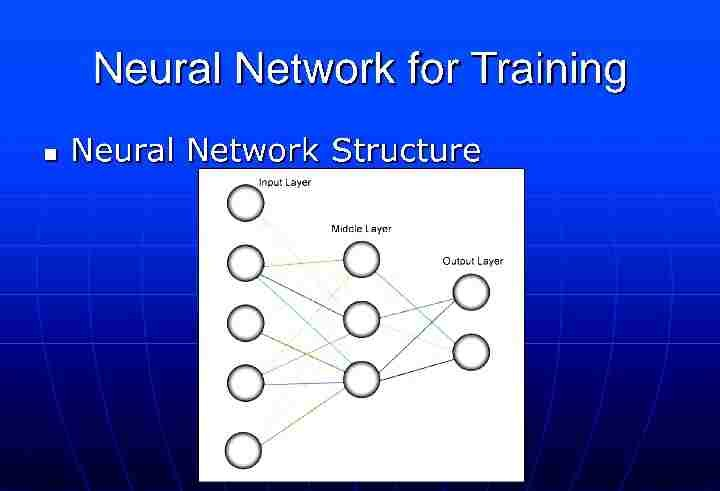 Neural Network for Training
Neural Network Structure
Input Layer
Middle Layer
Output Layer